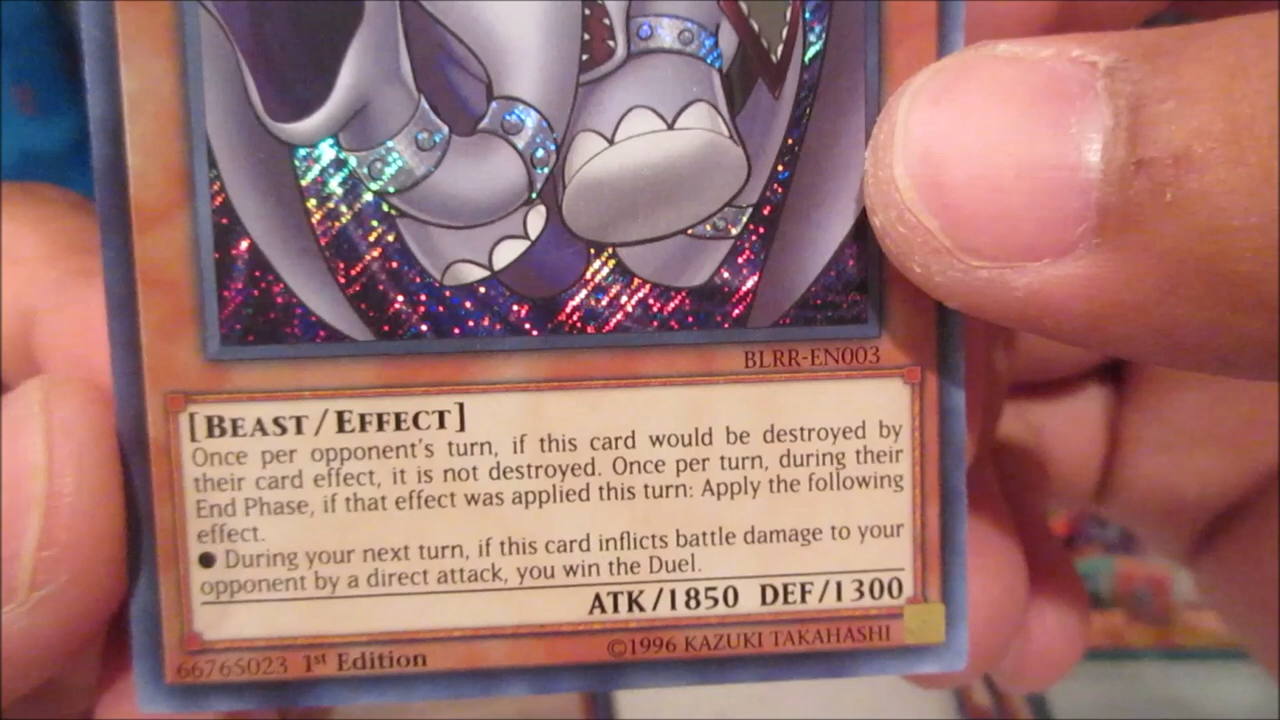 BLRR-EN003
[BEAST/EFFECT]
Once per opponent's turn, if this card would be destroyed by
their card effect, it is not destroyed. Once per turn, during their
End Phase, if that effect was applied this turn: Apply the following
effect.
● During your next turn, if this card inflicts battle damage to your
opponent by a direct attack, you win the Duel.
ATK/1850 DEF/1300
©1996 KAZUKI TAKAHASHI
66765023 1st Edition